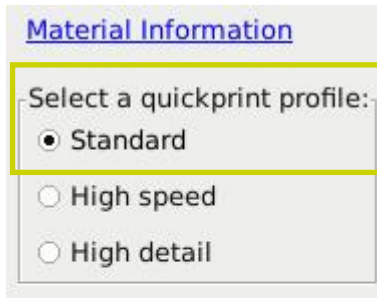 Material Information
Select a quickprint profile:
Standard
High speed
High detail